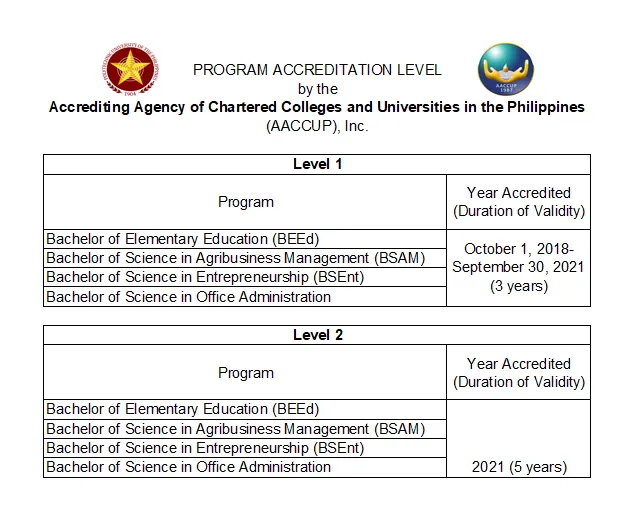 PROGRAM ACCREDITATION LEVEL
by the
Accrediting Agency of Chartered Colleges and Universities in the Philippines
(AACCUP), Inc.
POLYTECHNIC UNIVERSITY OF THE PHILIPPINES
1904
AACCUP
1987
Level 1
Program
Year Accredited
(Duration of Validity)
Bachelor of Elementary Education (BEEd)
Bachelor of Science in Agribusiness Management (BSAM)
Bachelor of Science in Entrepreneurship (BSEnt)
Bachelor of Science in Office Administration
October 1, 2018-
September 30, 2021
(3 years)
Level 2
Program
Year Accredited
(Duration of Validity)
Bachelor of Elementary Education (BEEd)
Bachelor of Science in Agribusiness Management (BSAM)
Bachelor of Science in Entrepreneurship (BSEnt)
Bachelor of Science in Office Administration
2021 (5 years)